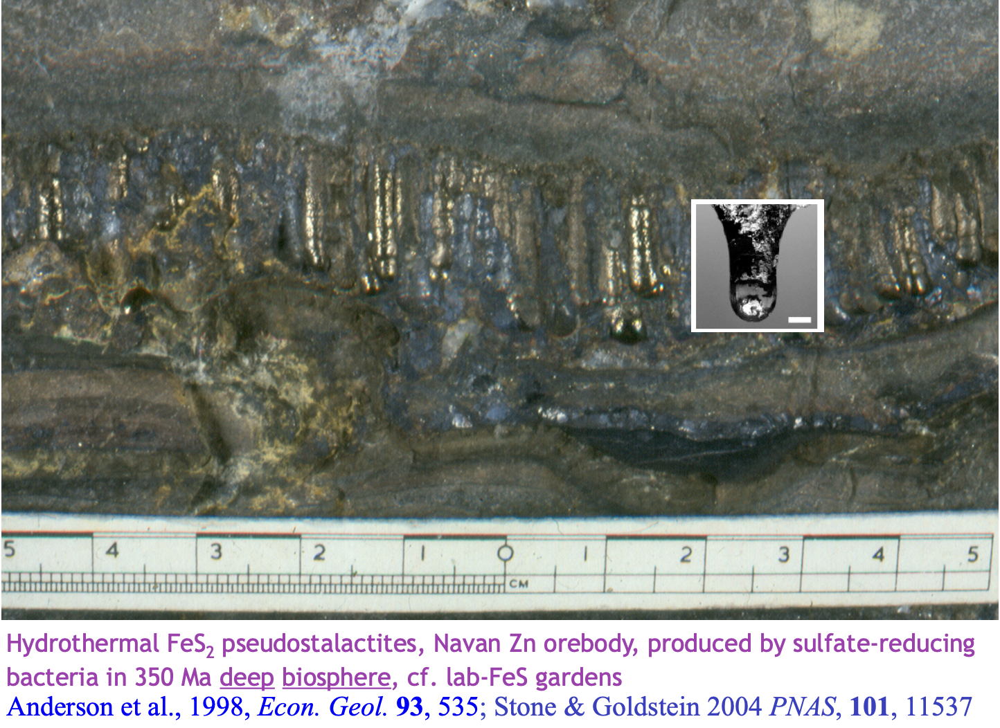 5 4 3 2 1 0 1 2 3 4 5
CM
Hydrothermal FeS₂ pseudostalactites, Navan Zn orebody, produced by sulfate-reducing
bacteria in 350 Ma deep biosphere, cf. lab-FeS gardens
Anderson et al., 1998, Econ. Geol. 93, 535; Stone & Goldstein 2004 PNAS, 101, 11537